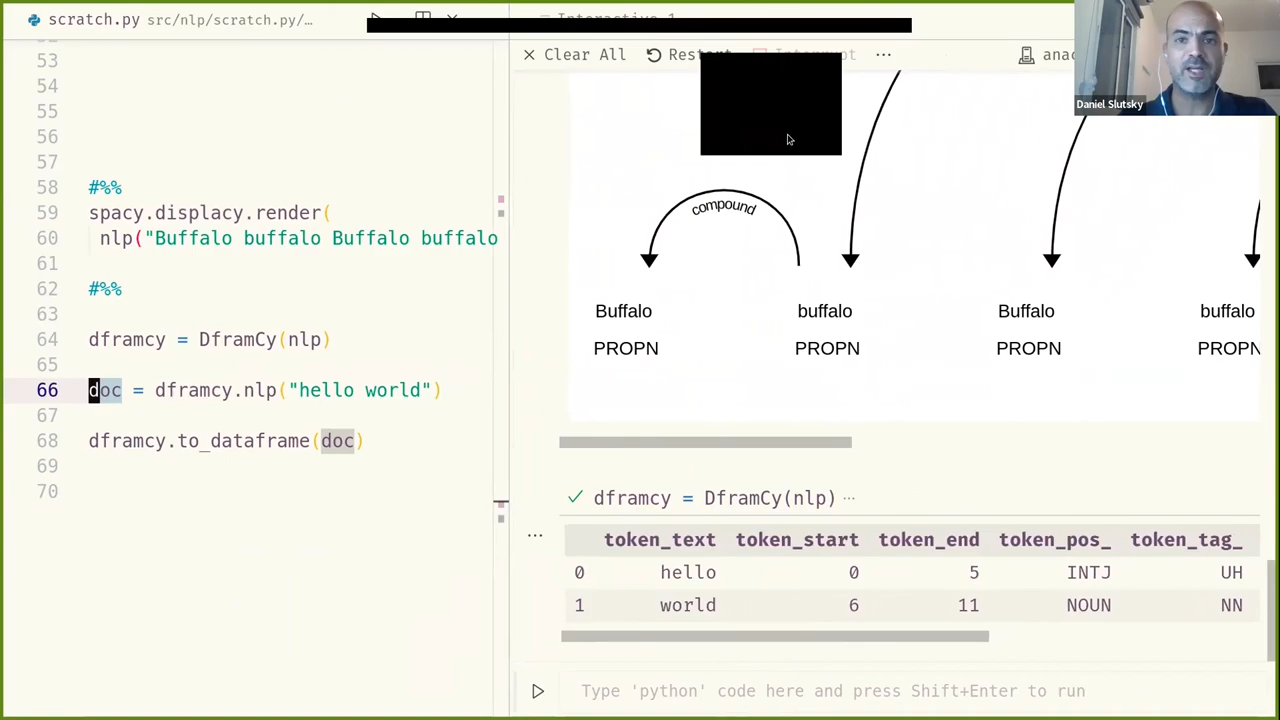 scratch.py src/nlp/scratch.py/…
Interactive-1
Clear All Restart Interrupt ···
anac
Daniel Slutsky
53
54
55
56
57
58 #%%
59 spacy.displacy.render(
60 nlp("Buffalo buffalo Buffalo buffalo
61
62 #%%
63
64 dframcy = DframCy(nlp)
65
66 doc = dframcy.nlp("hello world")
67
68 dframcy.to_dataframe(doc)
69
70
compound
Buffalo buffalo Buffalo buffalo
PROPN PROPN PROPN PROPN
dframcy = DframCy(nlp) ···
token_text token_start token_end token_pos_ token_tag_
0 hello 0 5 INTJ UH
1 world 6 11 NOUN NN
Type 'python' code here and press Shift+Enter to run